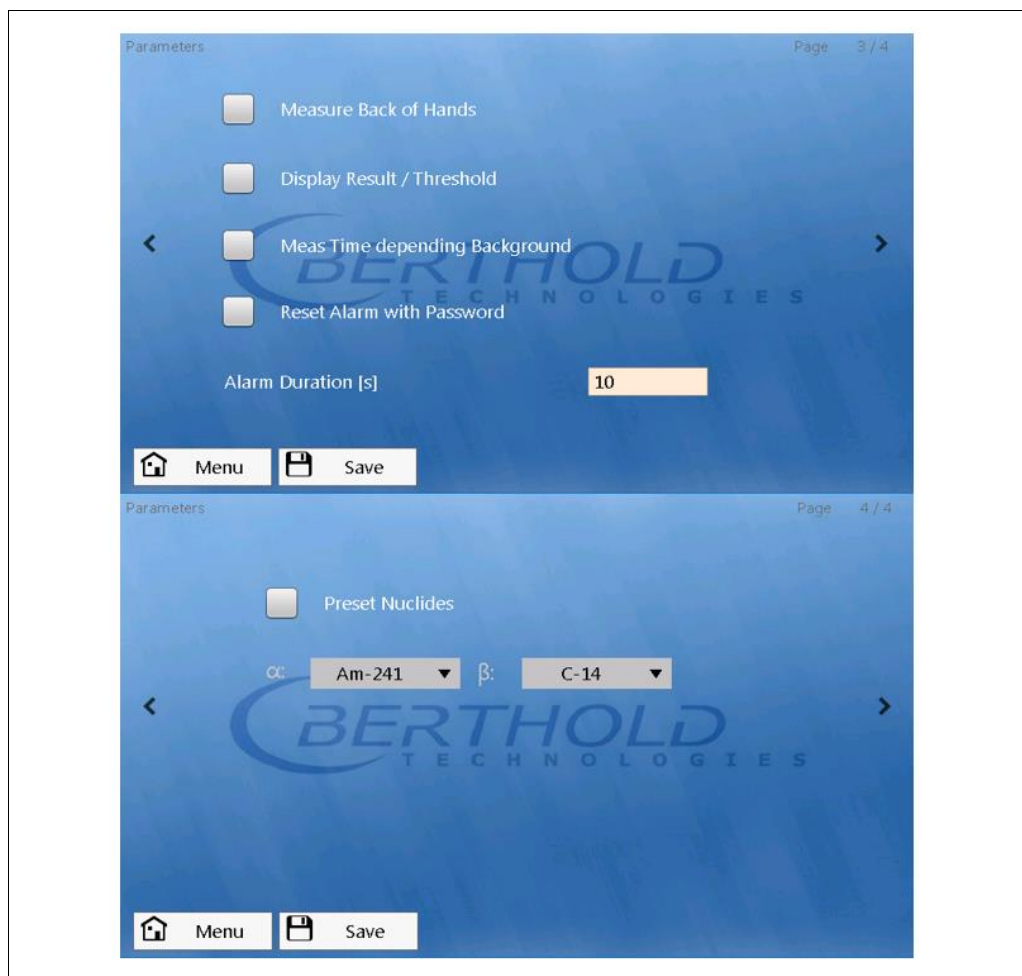 Parameters Page 3 / 4
Measure Back of Hands
Display Result / Threshold
Meas Time depending Background
BERTHOLD
TECHNOLOGIES
Reset Alarm with Password
Alarm Duration [s] 10
Menu Save
Parameters Page 4 / 4
Preset Nuclides
α: Am-241 β: C-14
BERTHOLD
TECHNOLOGIES
Menu Save